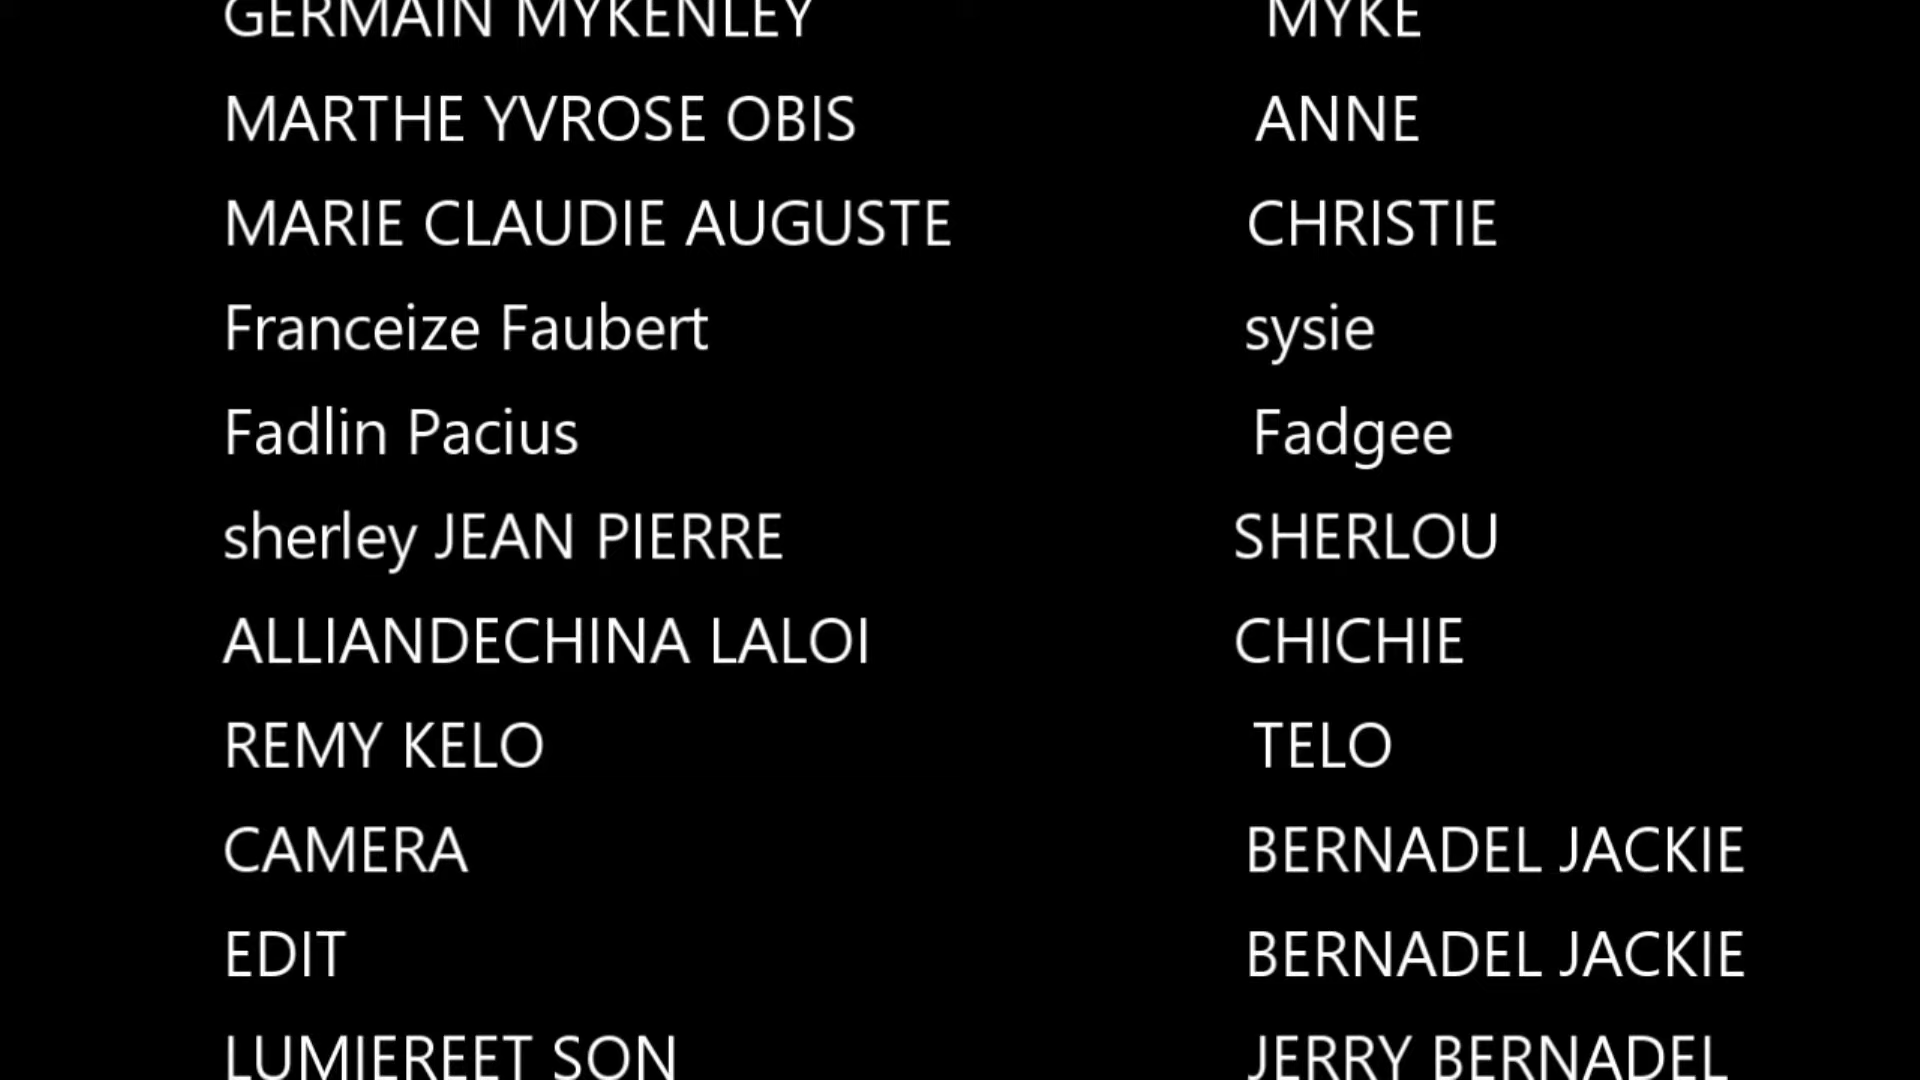 GERMAIN MYKENLEY MYKE
MARTHE YVROSE OBIS ANNE
MARIE CLAUDIE AUGUSTE CHRISTIE
Franceize Faubert sysie
Fadlin Pacius Fadgee
sherley JEAN PIERRE SHERLOU
ALLIANDECHINA LALOI CHICHIE
REMY KELO TELO
CAMERA BERNADEL JACKIE
EDIT BERNADEL JACKIE
LUMIEREET SON JERRY BERNADEL